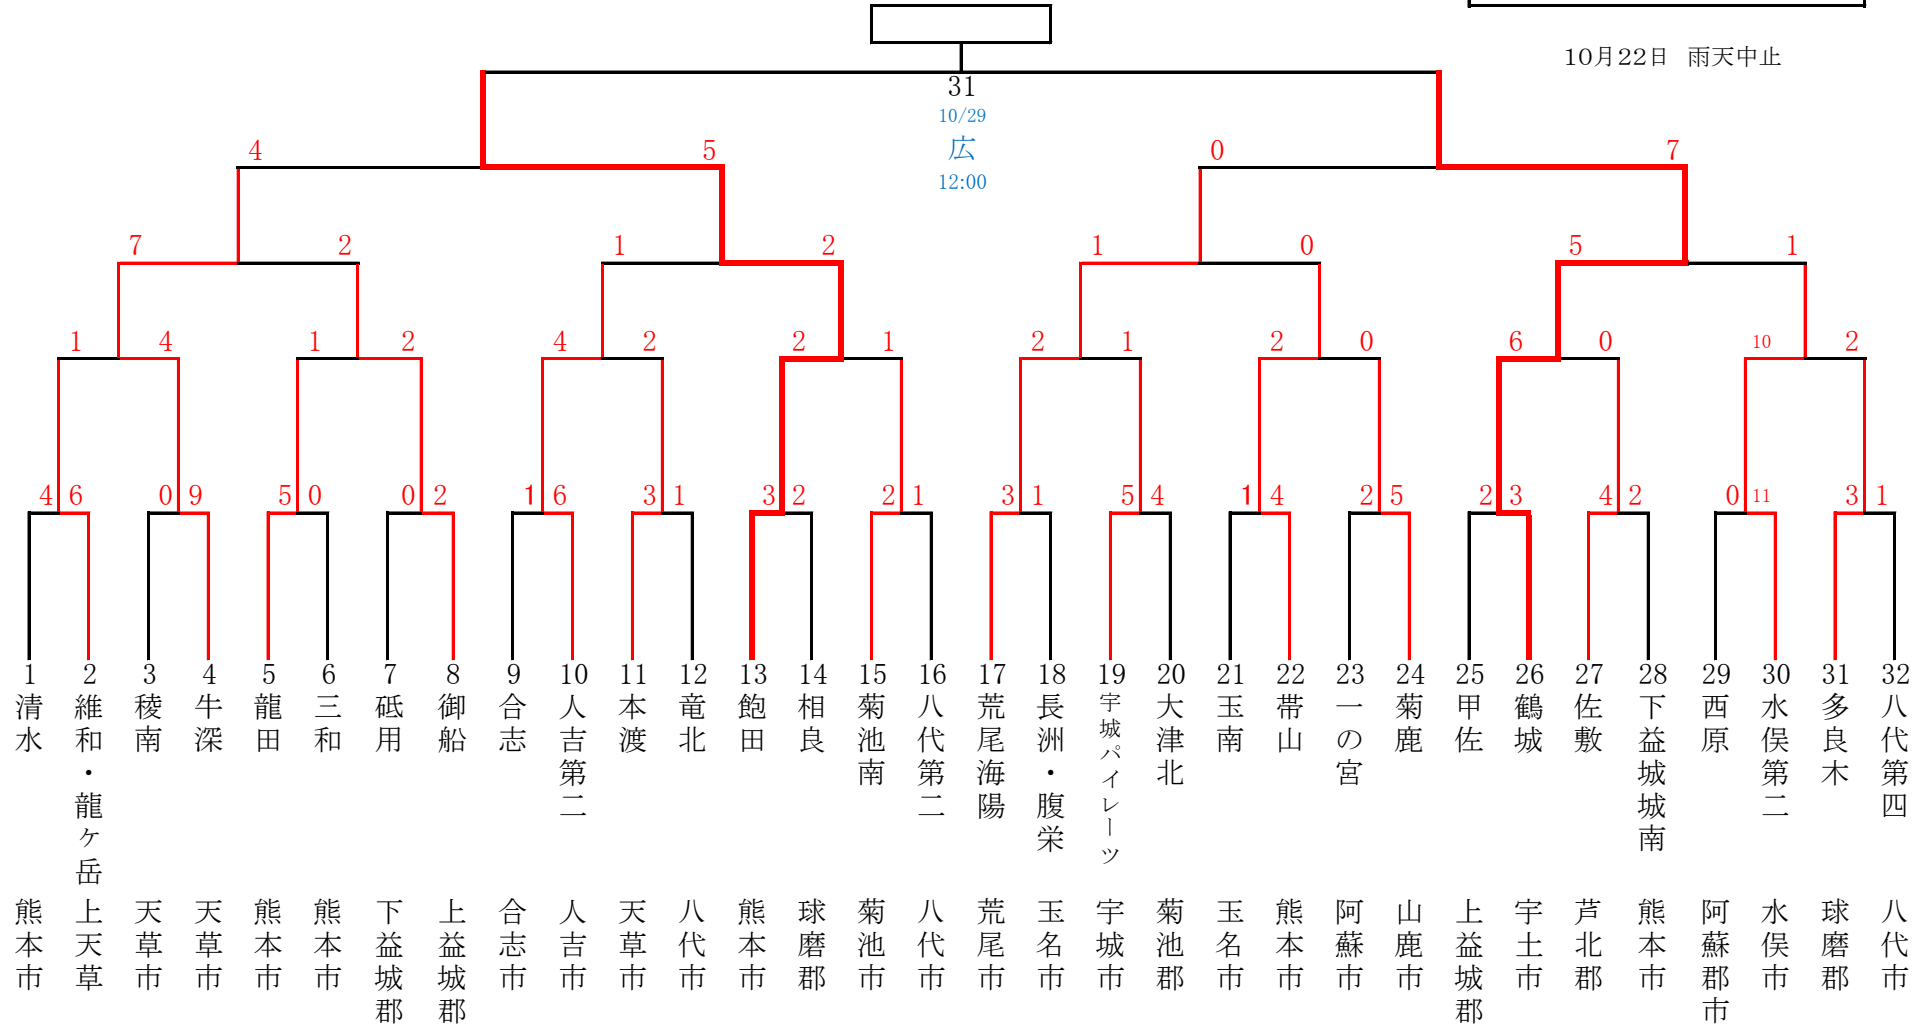 10月22日 雨天中止
31
10/29
広
12:00
4 5 0 7
7 2 1 2 1 0 5 1
1 4 1 2 4 2 2 1 2 1 2 0 6 0 10 2
4 6 0 9 5 0 0 2 1 6 3 1 3 2 2 1 3 1 5 4 1 4 2 5 2 3 4 2 0 11 3 1
1 2 3 4 5 6 7 8 9 10 11 12 13 14 15 16 17 18 19 20 21 22 23 24 25 26 27 28 29 30 31 32
清水
維和・龍ヶ岳
稜南
牛深
龍田
三和
砥用
御船
合志
人吉第二
本渡
竜北
飽田
相良
菊池南
八代第二
荒尾海陽
長洲・腹栄
宇城パイレーツ
大津北
玉南
帯山
一の宮
菊鹿
甲佐
鶴城
佐敷
下益城城南
西原
水俣第二
多良木
八代第四
熊本市
上天草
天草市
天草市
熊本市
熊本市
下益城郡
上益城郡
合志市
人吉市
天草市
八代市
熊本市
球磨郡
菊池市
八代市
荒尾市
玉名市
宇城市
菊池郡
玉名市
熊本市
阿蘇市
山鹿市
上益城郡
宇土市
芦北郡
熊本市
阿蘇郡市
水俣市
球磨郡
八代市